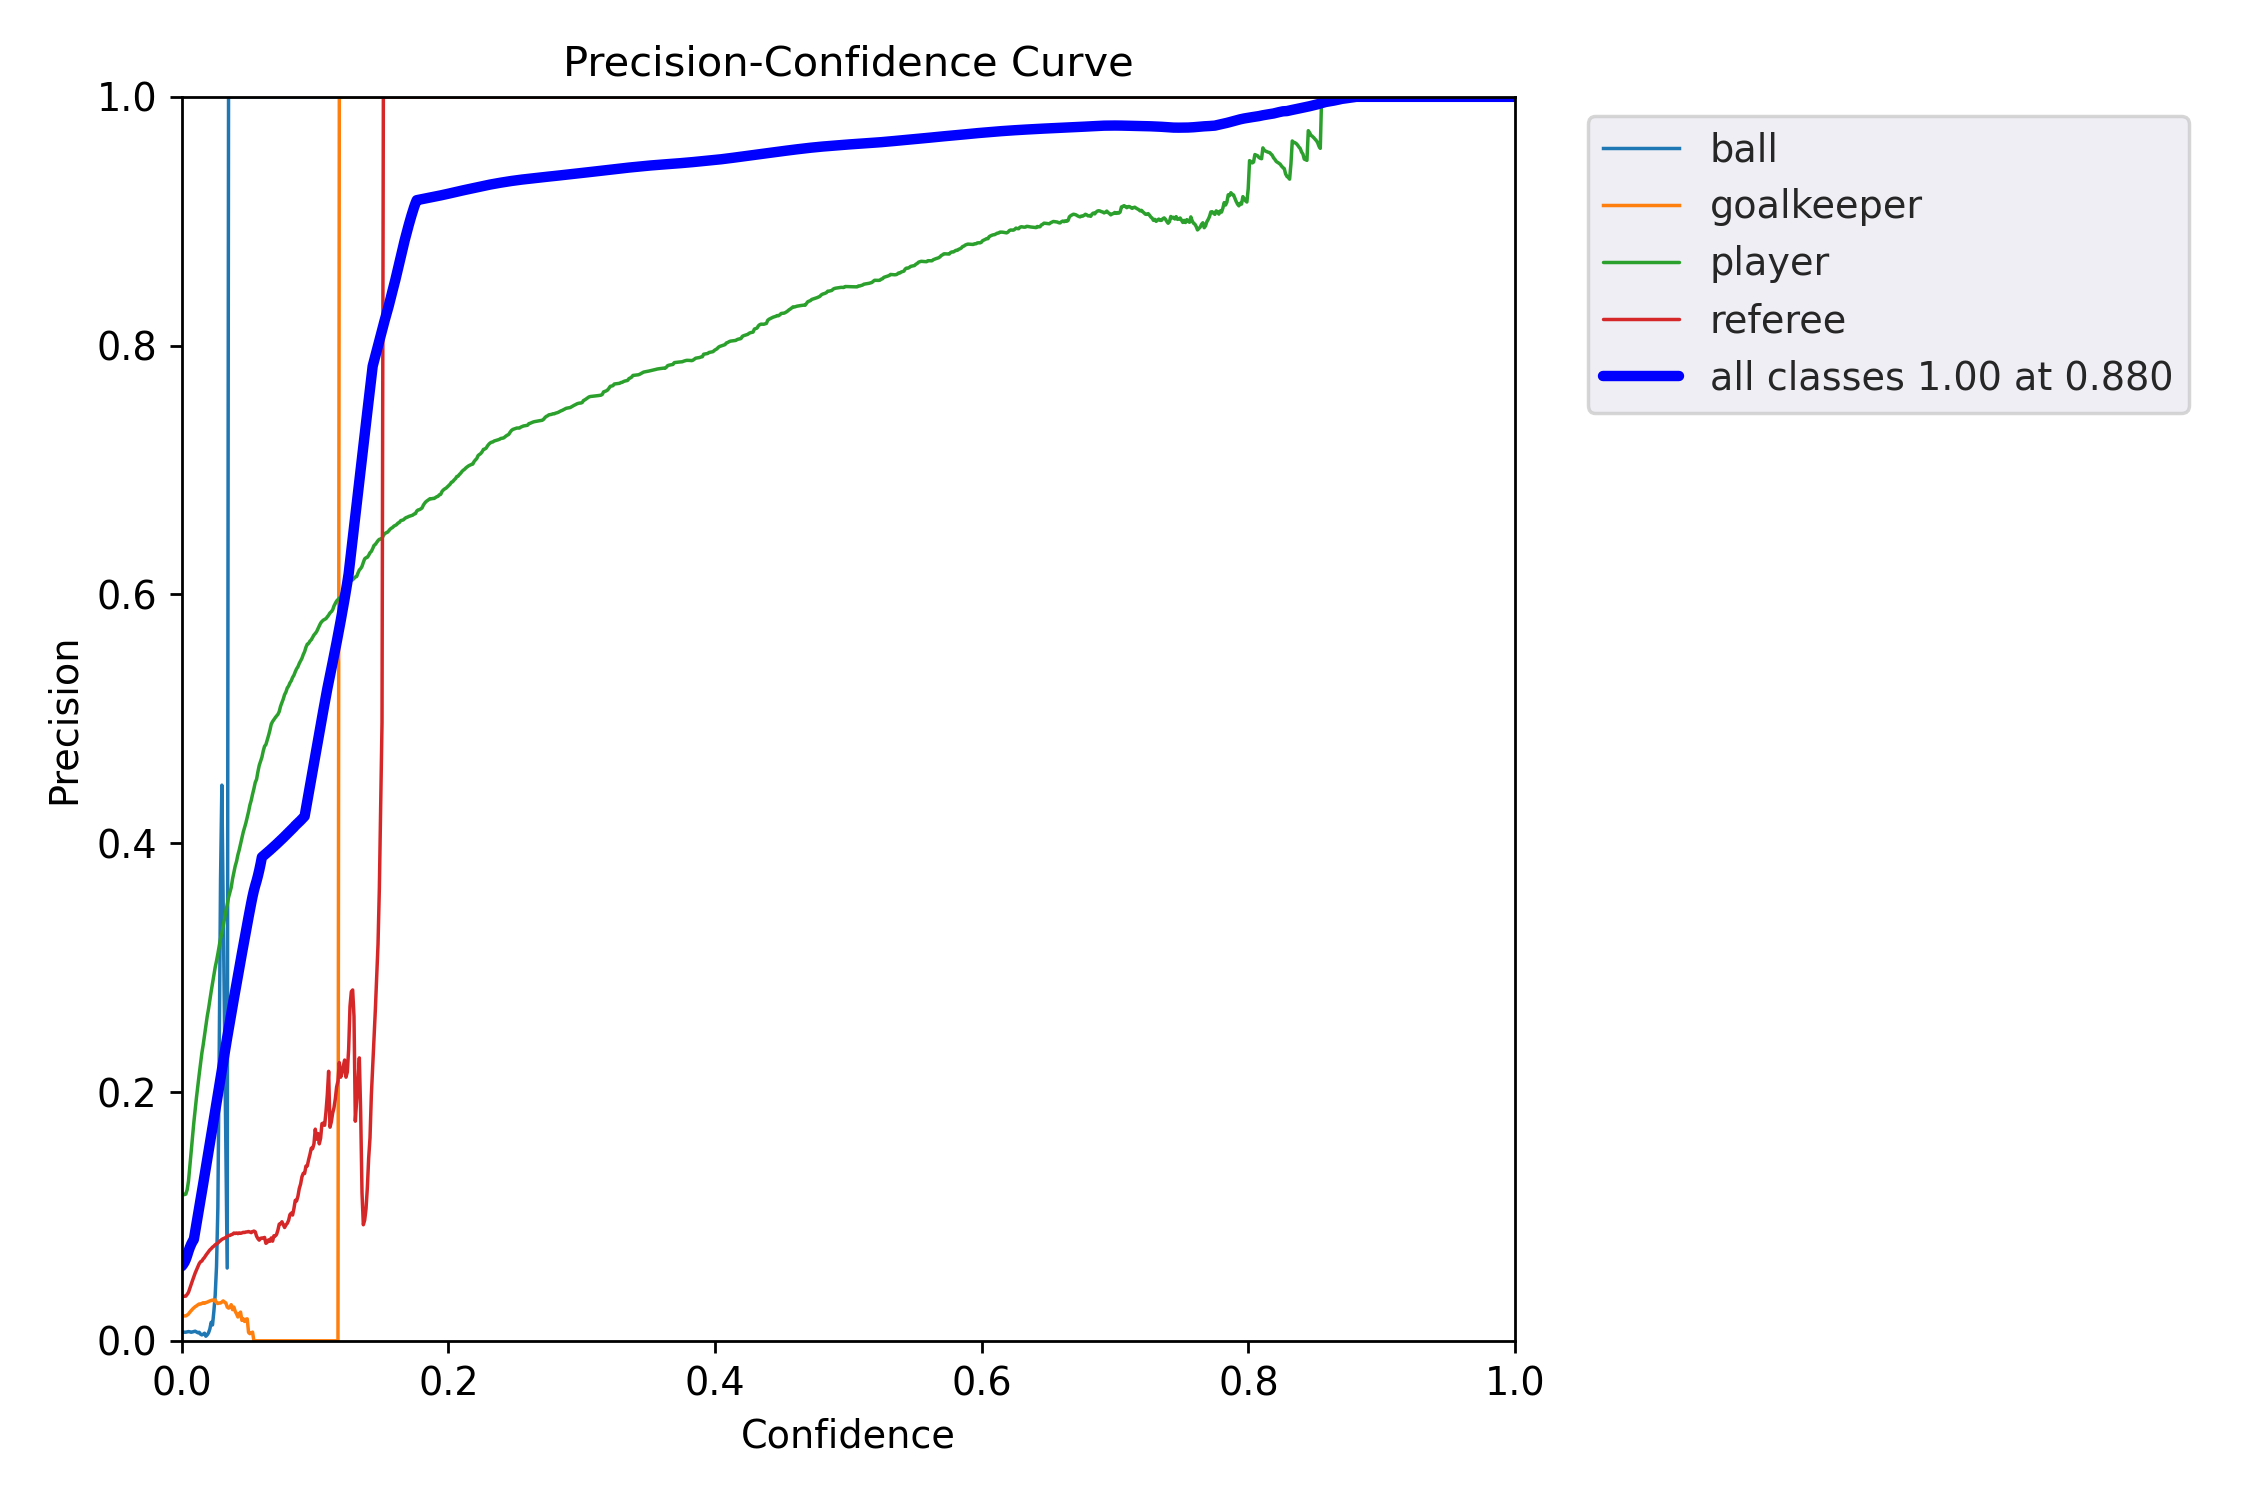 Precision-Confidence Curve
1.0
0.8
0.6
0.4
0.2
0.0
Precision
0.0 0.2 0.4 0.6 0.8 1.0
Confidence
ball
goalkeeper
player
referee
all classes 1.00 at 0.880